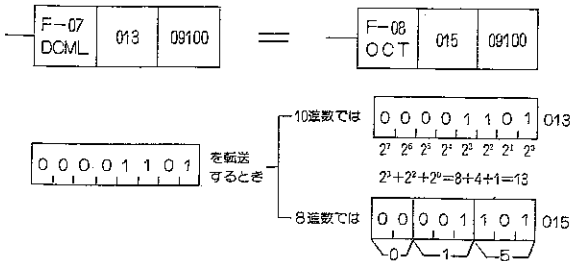 F-07 DCML 013 09100 = F-08 OCT 015 09100
10進数では 0 0 0 0 1 1 0 1 013
2⁷ 2⁶ 2⁵ 2⁴ 2³ 2² 2¹ 2⁰
0 0 0 0 1 1 0 1 を転送するとき
2³+2²+2⁰=8+4+1=13
8進数では 0 0 0 0 1 1 0 1 015
0 1 5